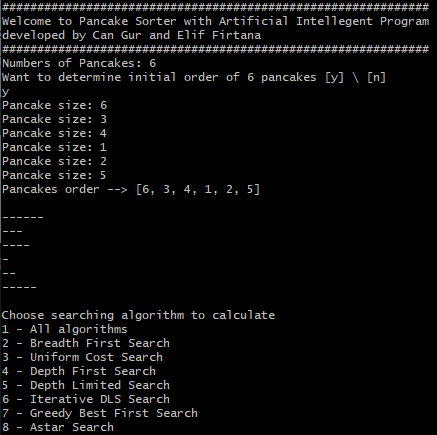 #############################################################
Welcome to Pancake Sorter with Artificial Intellegent Program
developed by Can Gur and Elif Firtana
#############################################################
Numbers of Pancakes: 6
Want to determine initial order of 6 pancakes [y] \ [n]
y
Pancake size: 6
Pancake size: 3
Pancake size: 4
Pancake size: 1
Pancake size: 2
Pancake size: 5
Pancakes order --> [6, 3, 4, 1, 2, 5]
------
---
----
-
--
-----
Choose searching algorithm to calculate
1 - All algorithms
2 - Breadth First Search
3 - Uniform Cost Search
4 - Depth First Search
5 - Depth Limited Search
6 - Iterative DLS Search
7 - Greedy Best First Search
8 - Astar Search